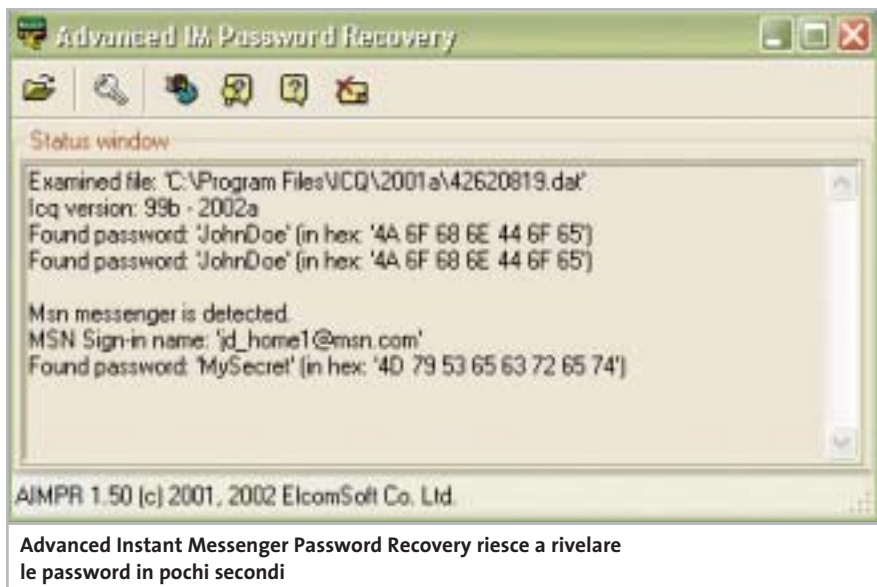 Advanced IM Password Recovery
Status window
Examined file: 'C:\Program Files\ICQ\2001a\42620819.dat'
Icq version: 99b - 2002a
Found password: 'JohnDoe' (in hex: '4A 6F 68 6E 44 6F 65')
Found password: 'JohnDoe' (in hex: '4A 6F 68 6E 44 6F 65')
Msn messenger is detected.
MSN Sign-in name: 'jd_home1@msn.com'
Found password: 'MySecret' (in hex: '4D 79 53 65 63 72 65 74')
AIMPR 1.50 (c) 2001, 2002 ElcomSoft Co. Ltd.
Advanced Instant Messenger Password Recovery riesce a rivelare
le password in pochi secondi